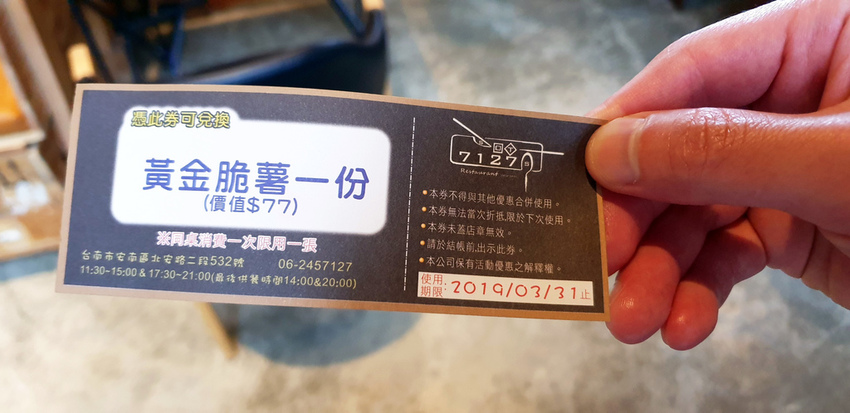 憑此券可兌換
黃金脆薯一份
(價值$77)
※同桌消費一次限用一張
台南市安南區北安路二段532號 06-2457127
11:30~15:00 & 17:30~21:00(最後供餐時間14:00&20:00)
7127
Restaurant
•本券不得與其他優惠合併使用。
•本券無法當次折抵,限於下次使用。
•本券未蓋店章無效。
•請於結帳前,出示此券。
•本公司保有活動優惠之解釋權。
使用期限: 2019/03/31止